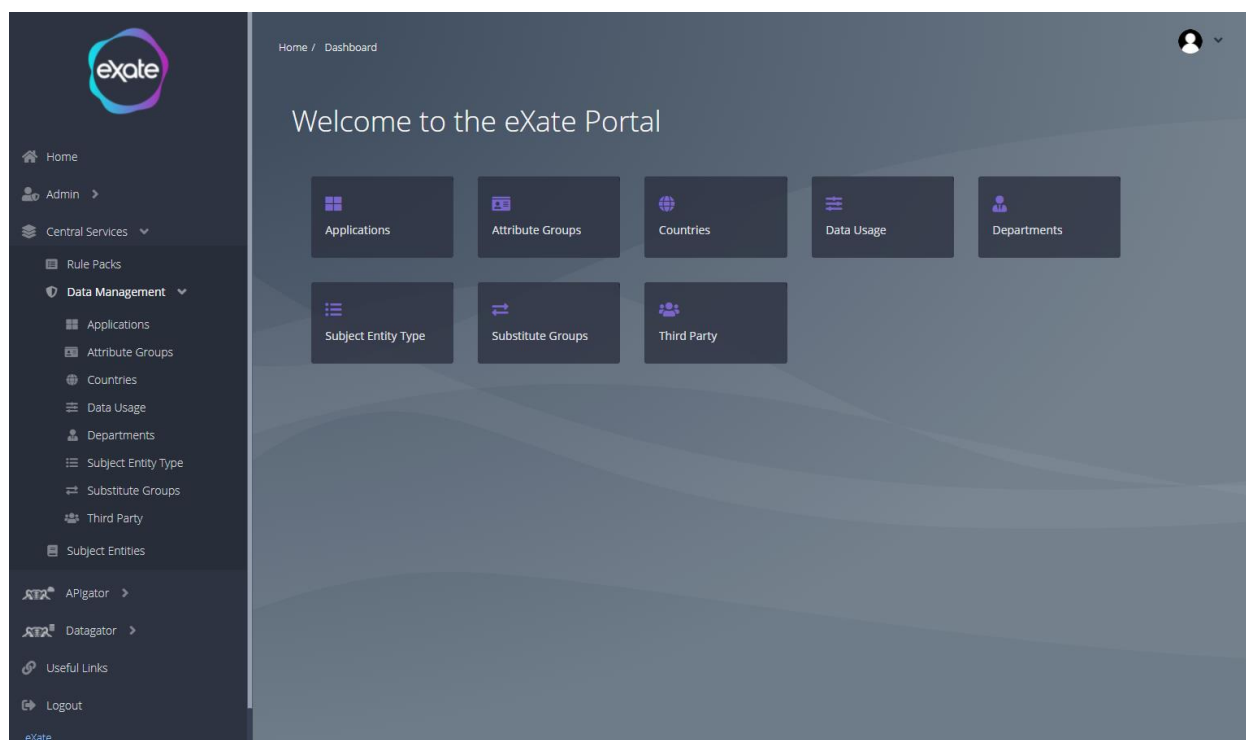 exate
Home
Admin
Central Services
Rule Packs
Data Management
Applications
Attribute Groups
Countries
Data Usage
Departments
Subject Entity Type
Substitute Groups
Third Party
Subject Entities
APIgator
Datagator
Useful Links
Logout
eXate
Home / Dashboard
Welcome to the eXate Portal
Applications
Attribute Groups
Countries
Data Usage
Departments
Subject Entity Type
Substitute Groups
Third Party